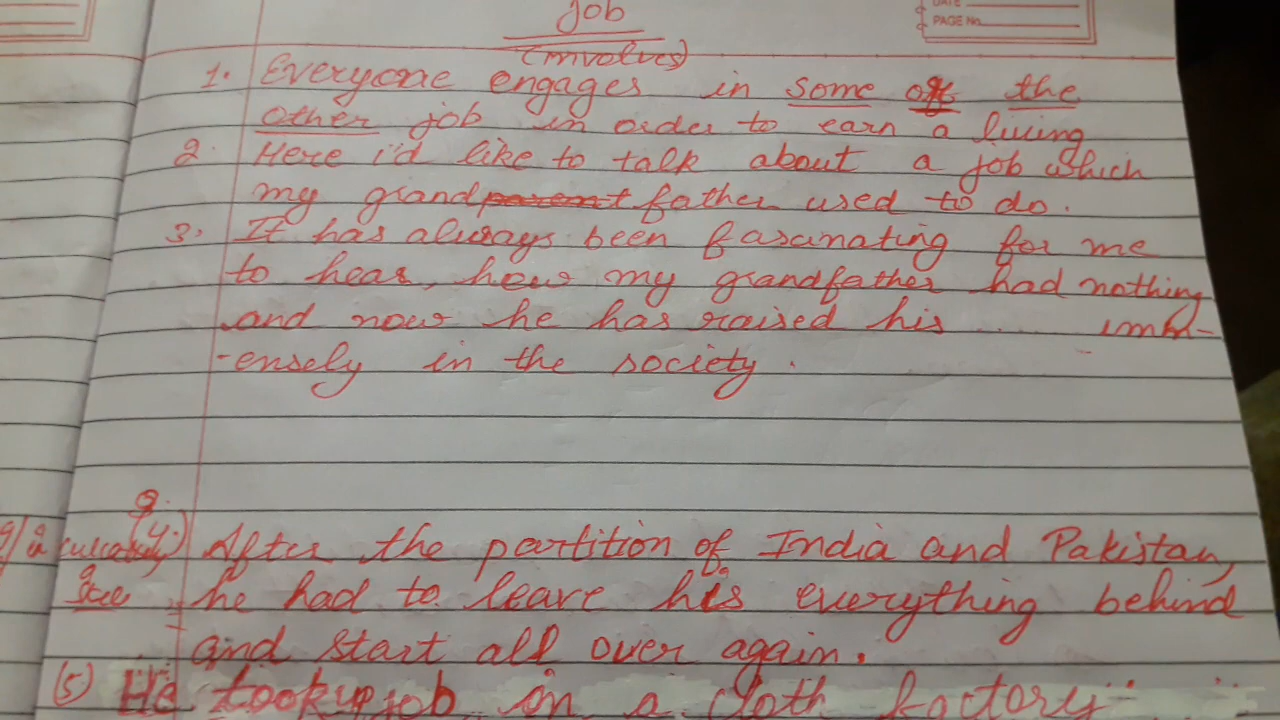 Job
DATE
PAGE No.
(involves)
1. Everyone engages in some or the
other job in order to earn a living
2. Here i'd like to talk about a job which
my grandparent father used to do.
3. It has always been fascinating for me
to hear, how my grandfather had nothing
and now he has raised his .... imm-
-ensely in the society.
4.) After the partition of India and Pakistan,
he had to leave his everything behind
and start all over again.
(5) He took up job in a cloth factory